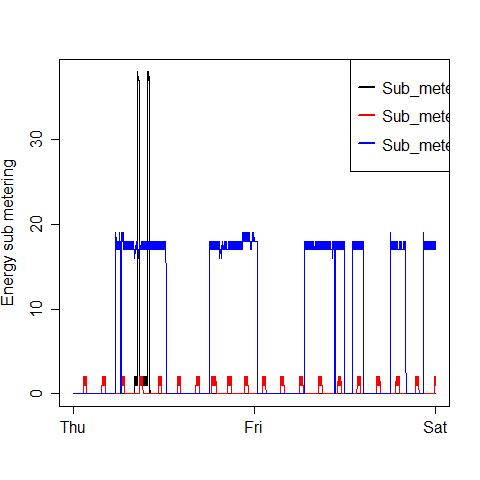 Sub_mete
Sub_mete
Sub_mete
Energy sub metering
0
10
20
30
Thu
Fri
Sat